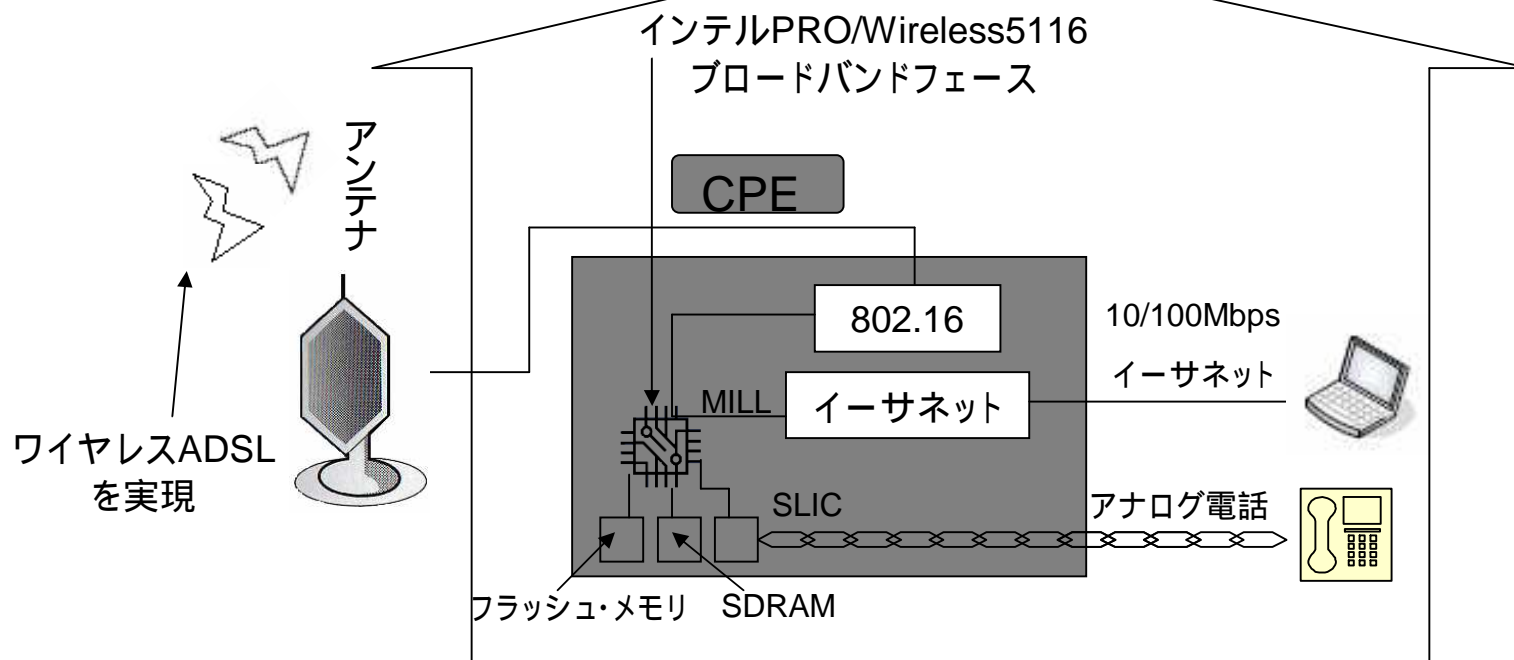 インテルPRO/Wireless5116
ブロードバンドフェース
アンテナ
CPE
802.16
10/100Mbps
イーサネット
MILL
イーサネット
ワイヤレスADSL
を実現
SLIC
アナログ電話
フラッシュ・メモリ
SDRAM